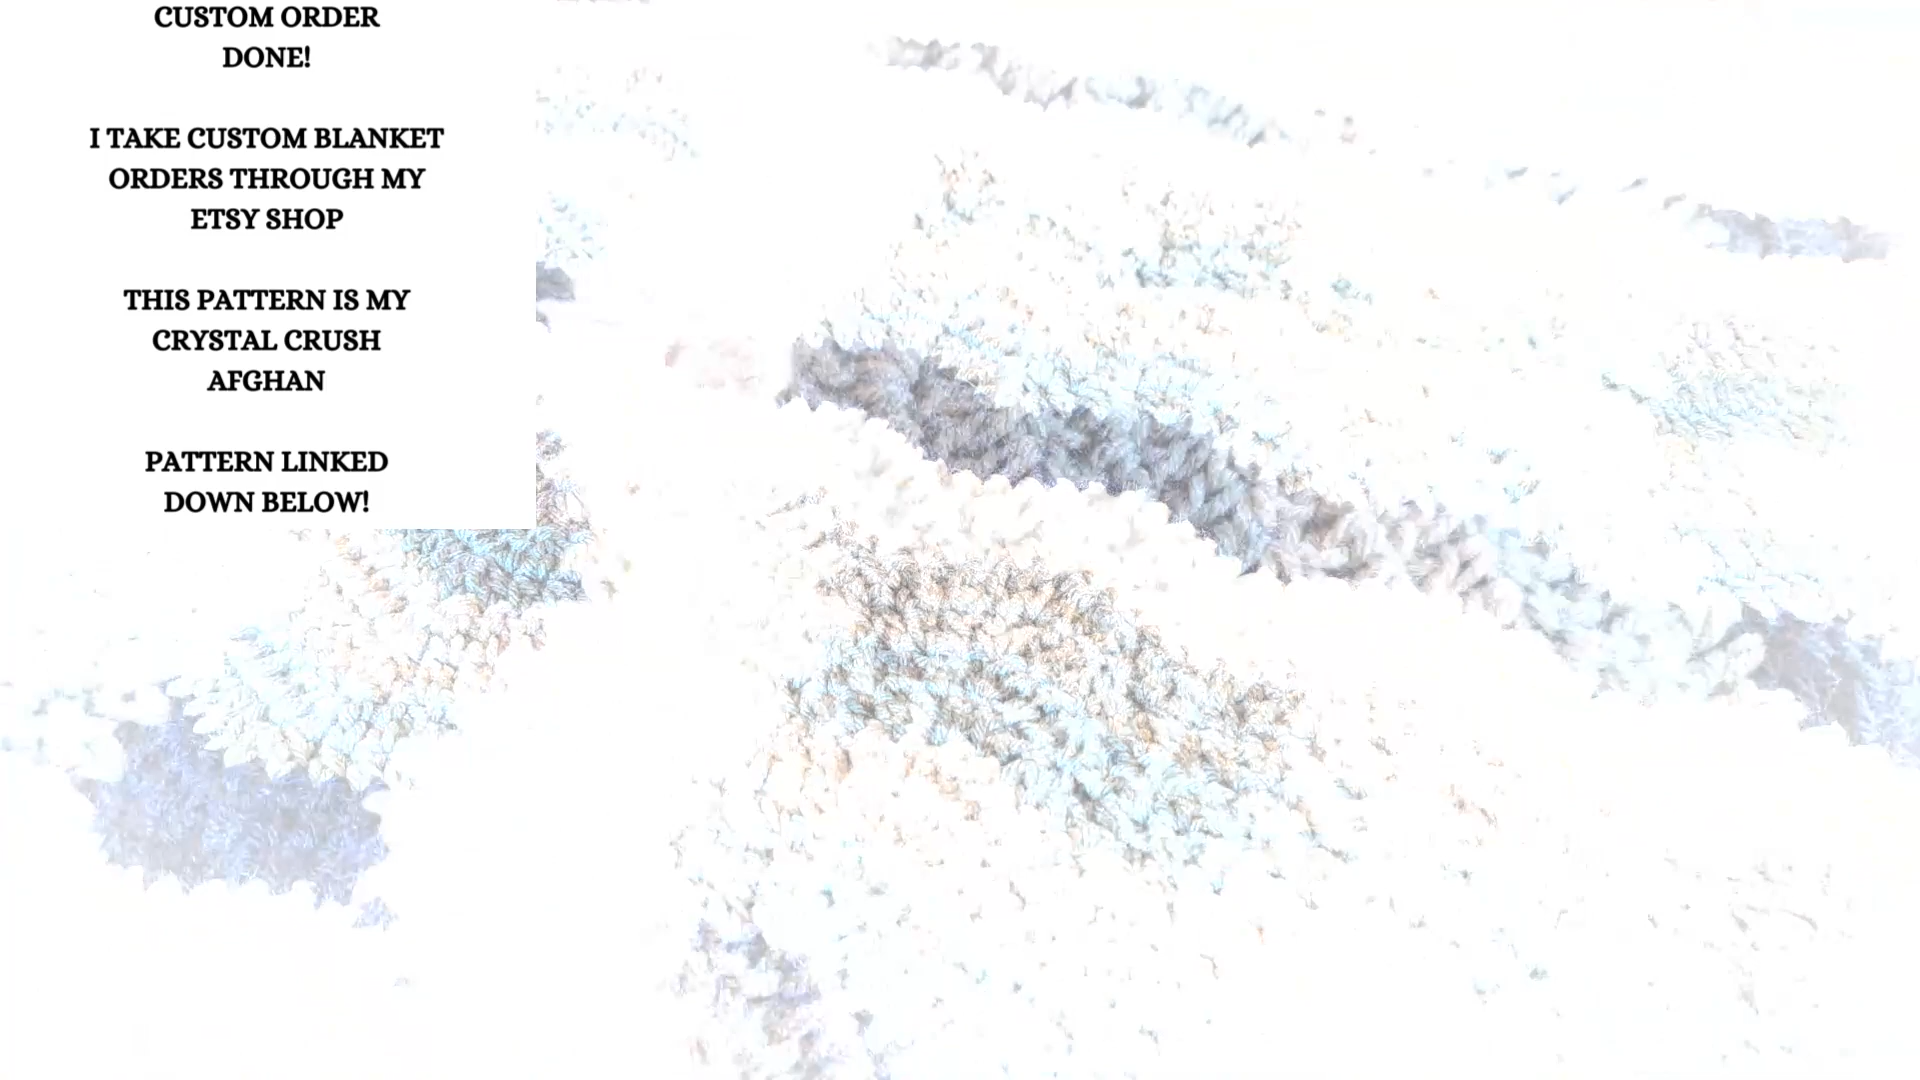 CUSTOM ORDER
DONE!
I TAKE CUSTOM BLANKET
ORDERS THROUGH MY
ETSY SHOP
THIS PATTERN IS MY
CRYSTAL CRUSH
AFGHAN
PATTERN LINKED
DOWN BELOW!